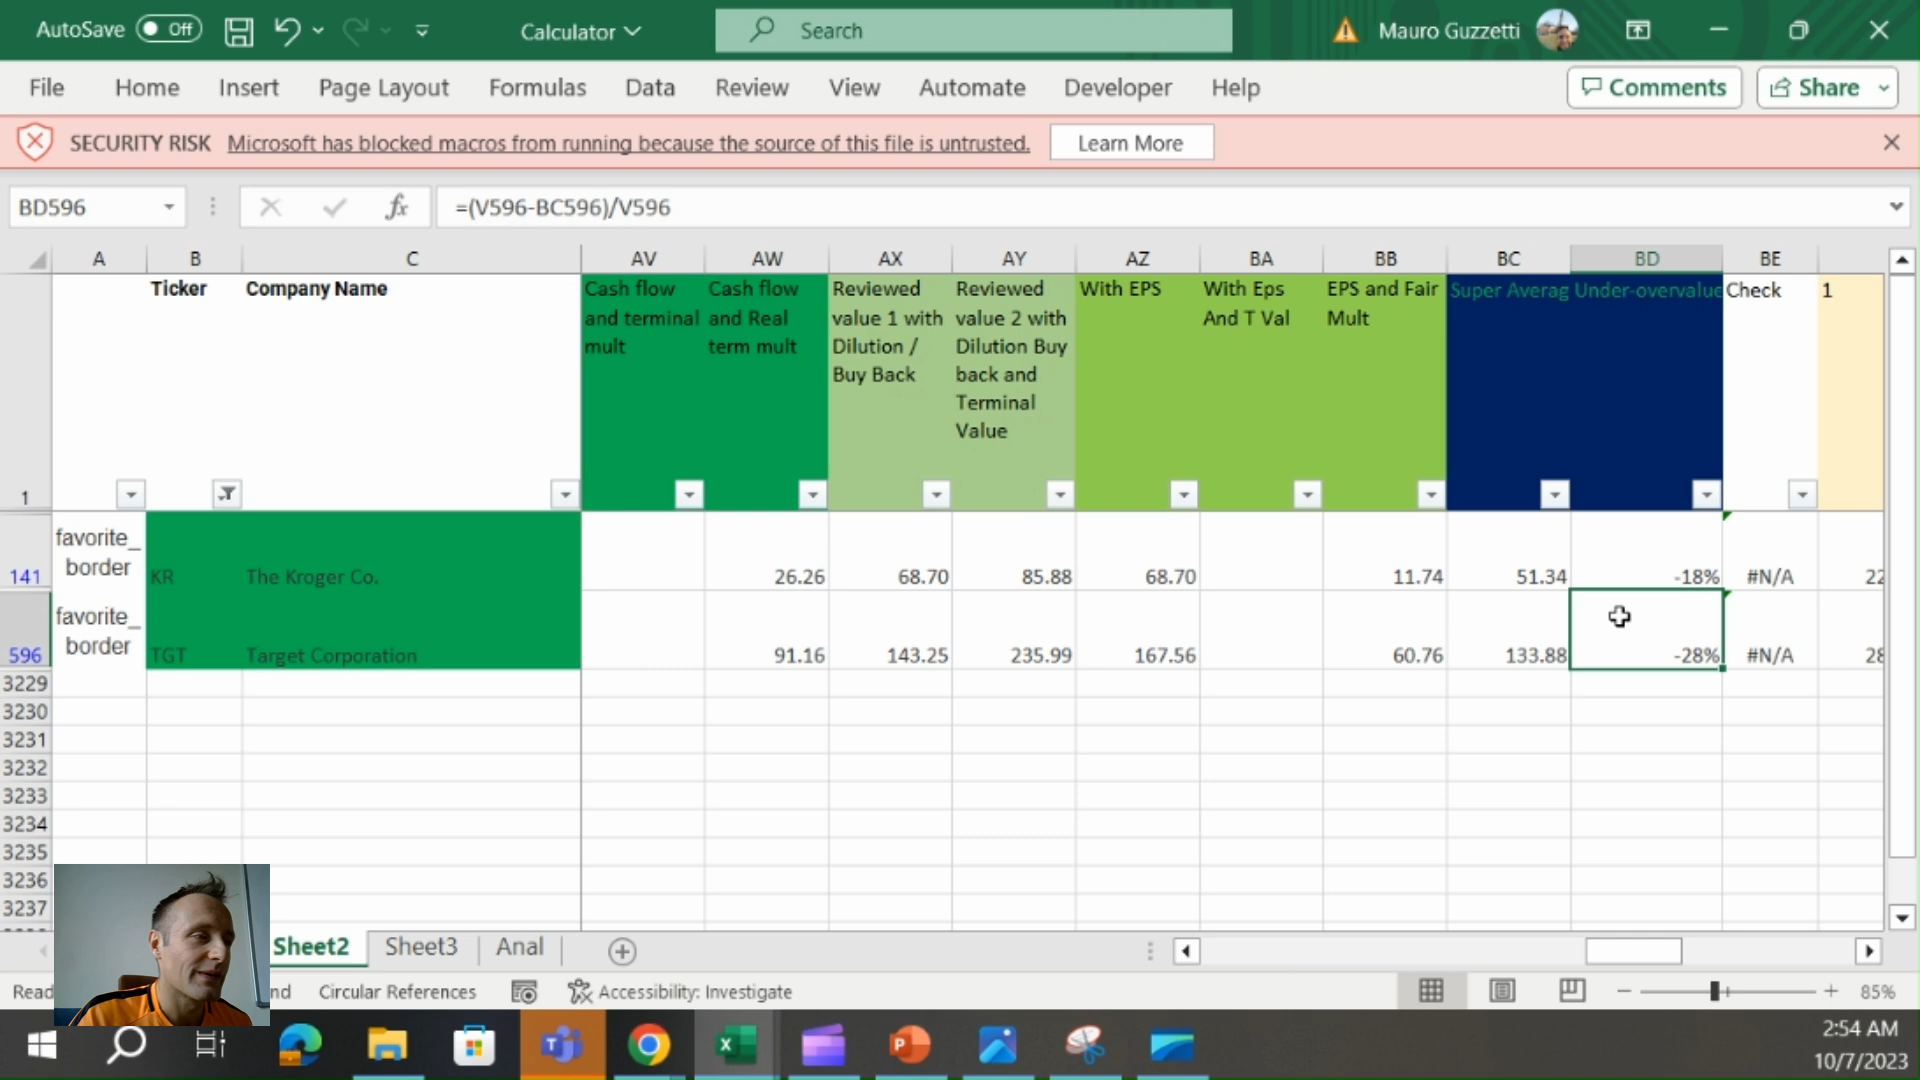 AutoSave Off Calculator Search Mauro Guzzetti
File Home Insert Page Layout Formulas Data Review View Automate Developer Help Comments Share
SECURITY RISK Microsoft has blocked macros from running because the source of this file is untrusted. Learn More
BD596 fx =(V596-BC596)/V596
A B C AV AW AX AY AZ BA BB BC BD BE
Ticker Company Name Cash flow Cash flow Reviewed Reviewed With EPS With Eps EPS and Fair Super Averag Under-overvalue Check 1
and terminal and Real value 1 with value 2 with And T Val Mult
mult term mult Dilution / Dilution Buy
Buy Back back and
Terminal
Value
1
favorite_
border
141 KR The Kroger Co. 26.26 68.70 85.88 68.70 11.74 51.34 -18% #N/A 22
favorite_
border
596 TGT Target Corporation 91.16 143.25 235.99 167.56 60.76 133.88 -28% #N/A 28
3229
3230
3231
3232
3233
3234
3235
3236
3237
Sheet2 Sheet3 Anal
Circular References Accessibility: Investigate 85%
2:54 AM
10/7/2023